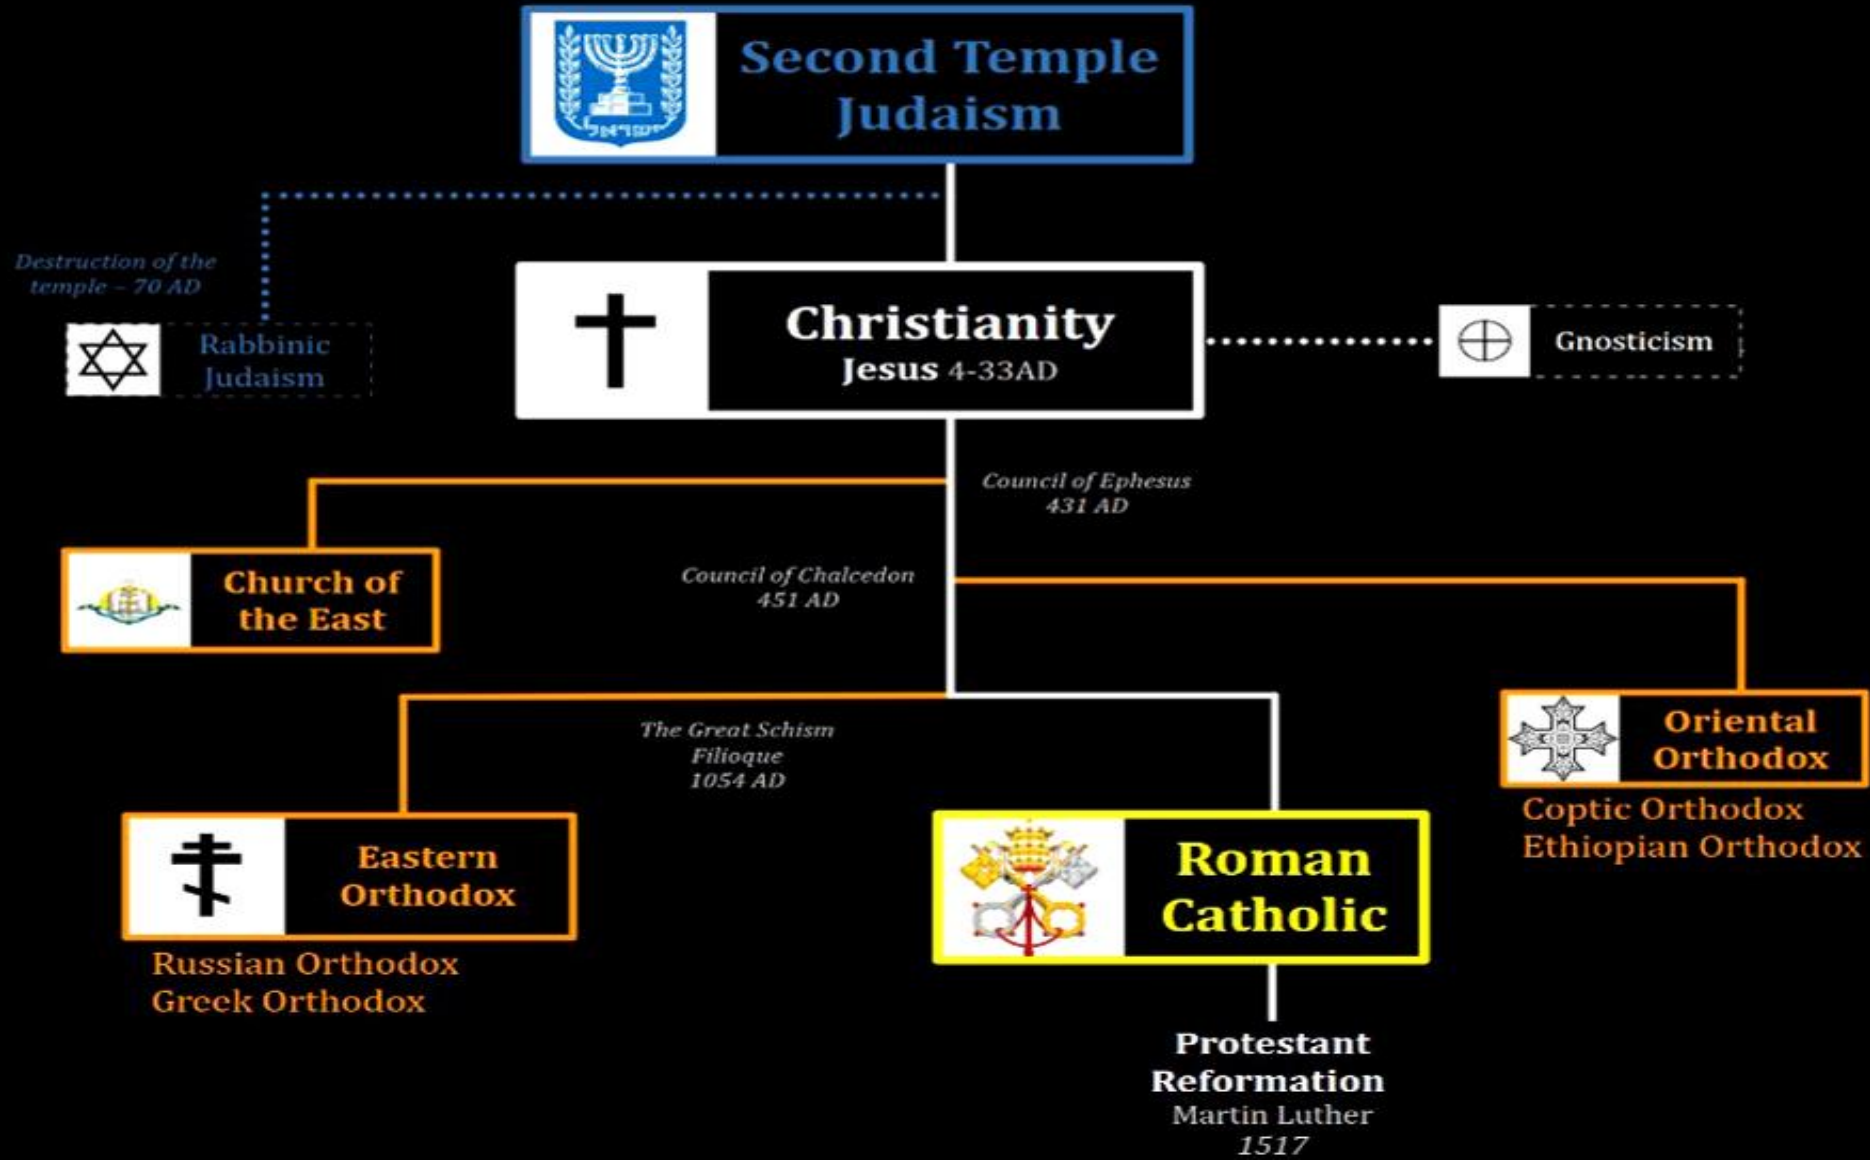 Second Temple
Judaism
ישראל
Destruction of the
temple – 70 AD
Rabbinic
Judaism
Christianity
Jesus 4-33AD
Gnosticism
Council of Ephesus
431 AD
Church of
the East
Council of Chalcedon
451 AD
The Great Schism
Filioque
1054 AD
Oriental
Orthodox
Coptic Orthodox
Ethiopian Orthodox
Eastern
Orthodox
Russian Orthodox
Greek Orthodox
Roman
Catholic
Protestant
Reformation
Martin Luther
1517